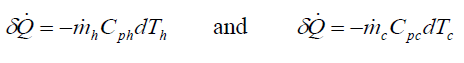 δQ̇ = −ṁ_h C_ph dT_h and δQ̇ = −ṁ_c C_pc dT_c